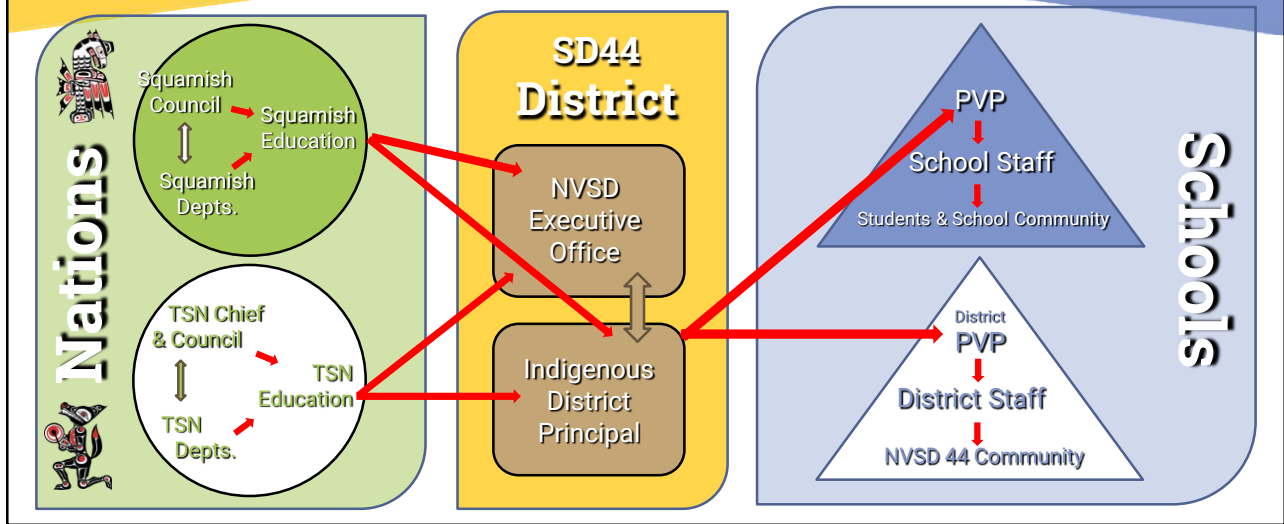 Nations
Squamish
Council
Squamish
Education
Squamish
Depts.
TSN Chief
& Council
TSN
Education
TSN
Depts.
SD44
District
NVSD
Executive
Office
Indigenous
District
Principal
PVP
School Staff
Students & School Community
District
PVP
District Staff
NVSD 44 Community
Schools